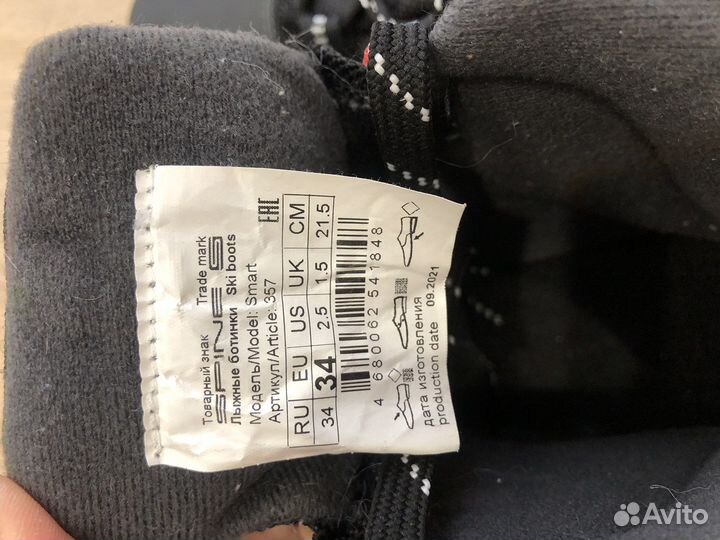 Товарный знак Trade mark
SPINE
Лыжные ботинки Ski boots
Модель/Model: Smart
Артикул/Article: 357
EAC
RU EU US UK CM
34 34 2.5 1.5 21.5
4 680062 541848
дата изготовления
production date 09.2021
Avito